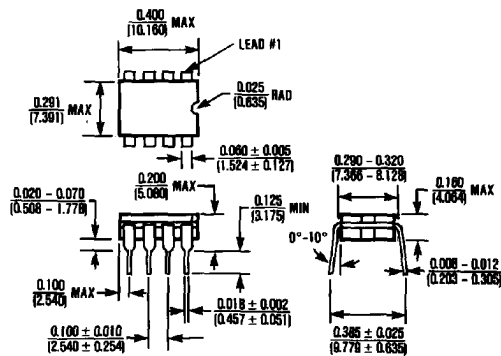 0.400
(10.160) MAX
LEAD #1
0.291
(7.391) MAX
0.025
(0.635) RAD
0.060 ± 0.005
(1.524 ± 0.127)
0.290 – 0.320
(7.366 – 8.128)
0.200
(5.080) MAX
0.160
(4.064) MAX
0.020 – 0.070
(0.508 – 1.778)
0.125
(3.175) MIN
0°–10°
0.008 – 0.012
(0.203 – 0.305)
0.100
(2.540) MAX
0.018 ± 0.002
(0.457 ± 0.051)
0.100 ± 0.010
(2.540 ± 0.254)
0.385 ± 0.025
(9.779 ± 0.635)